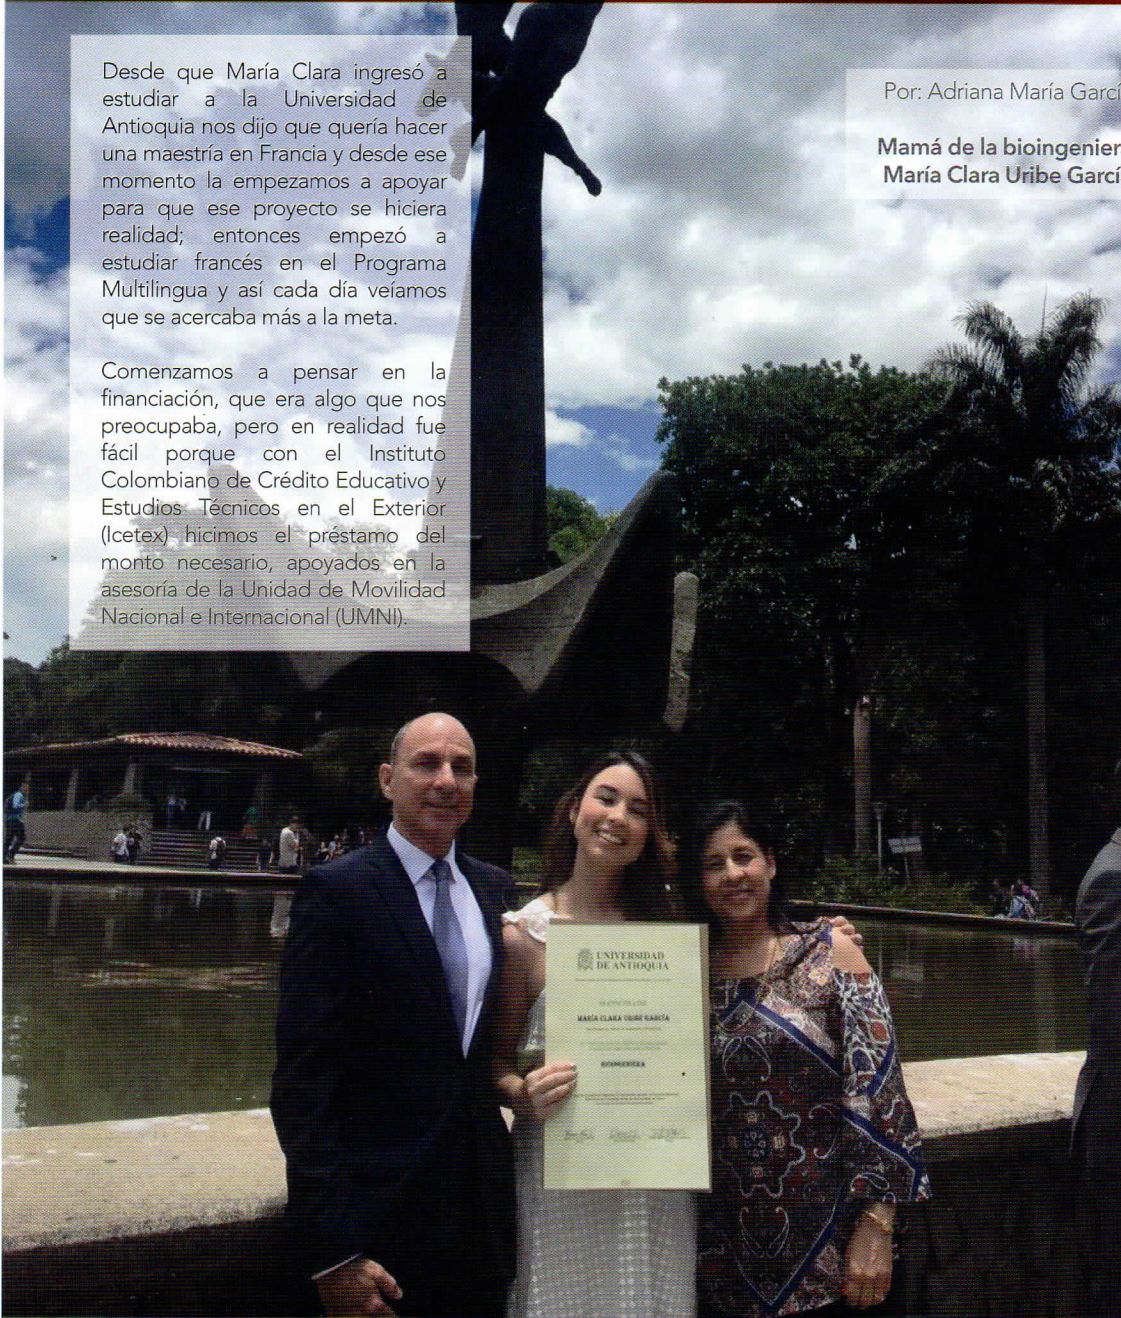 Desde que María Clara ingresó a
estudiar a la Universidad de
Antioquia nos dijo que quería hacer
una maestría en Francia y desde ese
momento la empezamos a apoyar
para que ese proyecto se hiciera
realidad; entonces empezó a
estudiar francés en el Programa
Multilingua y así cada día veíamos
que se acercaba más a la meta.
Comenzamos a pensar en la
financiación, que era algo que nos
preocupaba, pero en realidad fue
fácil porque con el Instituto
Colombiano de Crédito Educativo y
Estudios Técnicos en el Exterior
(Icetex) hicimos el préstamo del
monto necesario, apoyados en la
asesoría de la Unidad de Movilidad
Nacional e Internacional (UMNI).
Por: Adriana María Garcí
Mamá de la bioingenier
María Clara Uribe Garcí
UNIVERSIDAD
DE ANTIOQUIA
MARÍA CLARA URIBE GARCÍA
BIOINGENIERA